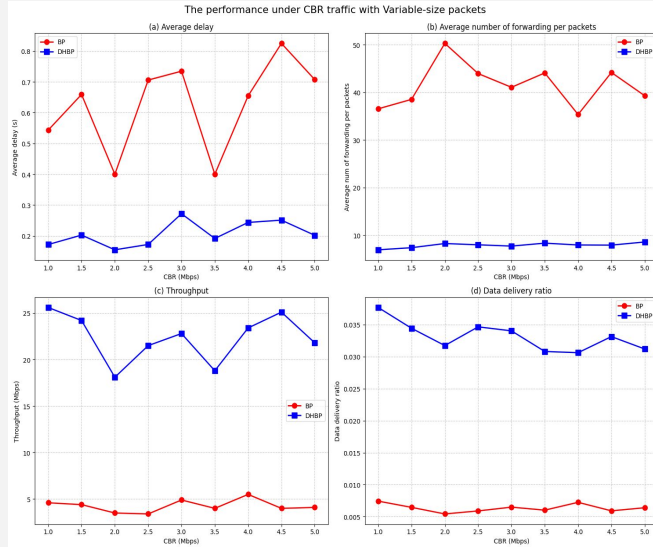 The performance under CBR traffic with Variable-size packets
(a) Average delay
BP
DHBP
0.8
0.7
0.6
0.5
0.4
0.3
0.2
Average delay (s)
1.0 1.5 2.0 2.5 3.0 3.5 4.0 4.5 5.0
CBR (Mbps)
(b) Average number of forwarding per packets
BP
DHBP
50
40
30
20
10
Average num of forwarding per packets
1.0 1.5 2.0 2.5 3.0 3.5 4.0 4.5 5.0
CBR (Mbps)
(c) Throughput
25
20
15
10
5
Throughput (Mbps)
BP
DHBP
1.0 1.5 2.0 2.5 3.0 3.5 4.0 4.5 5.0
CBR (Mbps)
(d) Data delivery ratio
BP
DHBP
0.035
0.030
0.025
0.020
0.015
0.010
0.005
Data delivery ratio
1.0 1.5 2.0 2.5 3.0 3.5 4.0 4.5 5.0
CBR (Mbps)